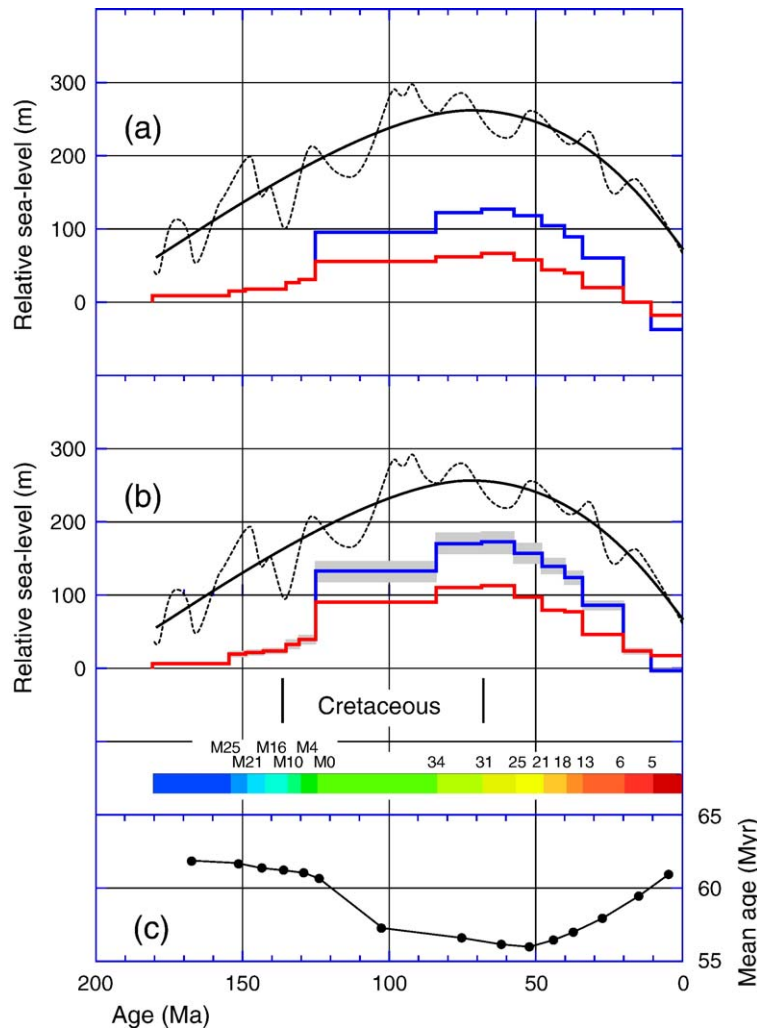 300
200
100
0
Relative sea-level (m)
(a)
300
200
100
0
Relative sea-level (m)
(b)
Cretaceous
M25 M16 M4
M21 M10 M0 34 31 25 21 18 13 6 5
65
60
55
Mean age (Myr)
(c)
200 150 100 50 0
Age (Ma)